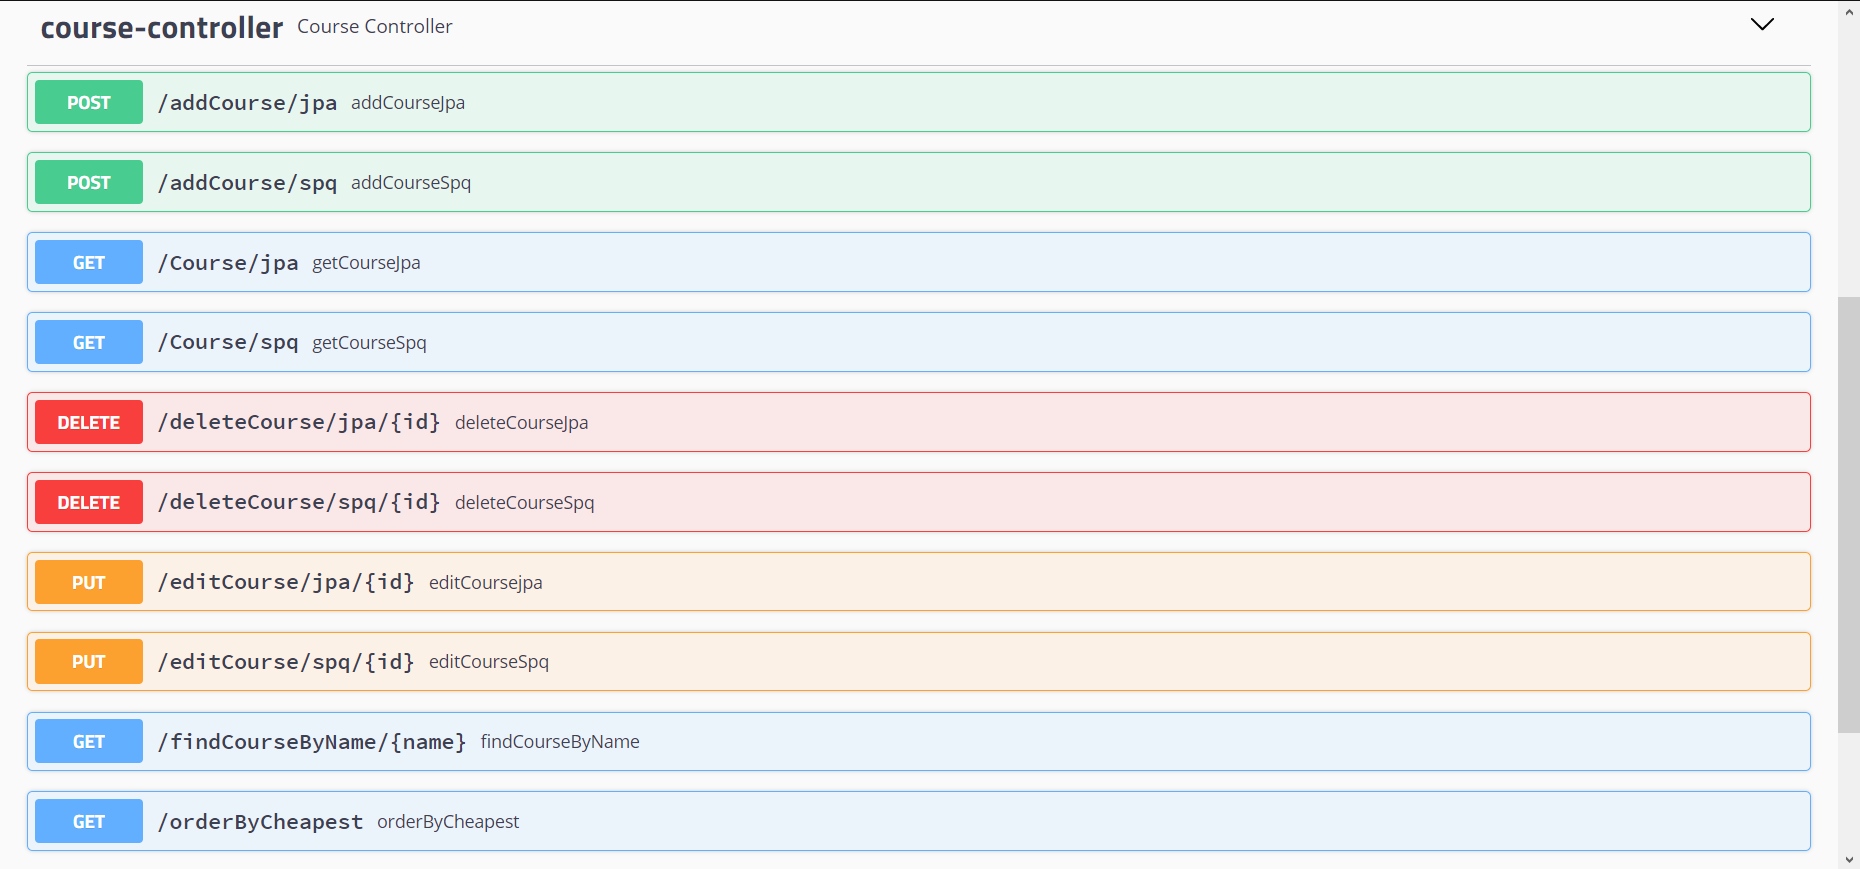 course-controller Course Controller
POST /addCourse/jpa addCourseJpa
POST /addCourse/spq addCourseSpq
GET /Course/jpa getCourseJpa
GET /Course/spq getCourseSpq
DELETE /deleteCourse/jpa/{id} deleteCourseJpa
DELETE /deleteCourse/spq/{id} deleteCourseSpq
PUT /editCourse/jpa/{id} editCoursejpa
PUT /editCourse/spq/{id} editCourseSpq
GET /findCourseByName/{name} findCourseByName
GET /orderByCheapest orderByCheapest